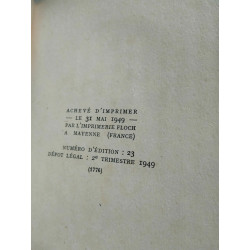 ACHEVÉ D'IMPRIMER
— LE 31 MAI 1949 —
PAR L'IMPRIMERIE FLOCH
A MAYENNE (FRANCE)
NUMÉRO D'ÉDITION : 23
DÉPOT LÉGAL : 2e TRIMESTRE 1949
(1776)